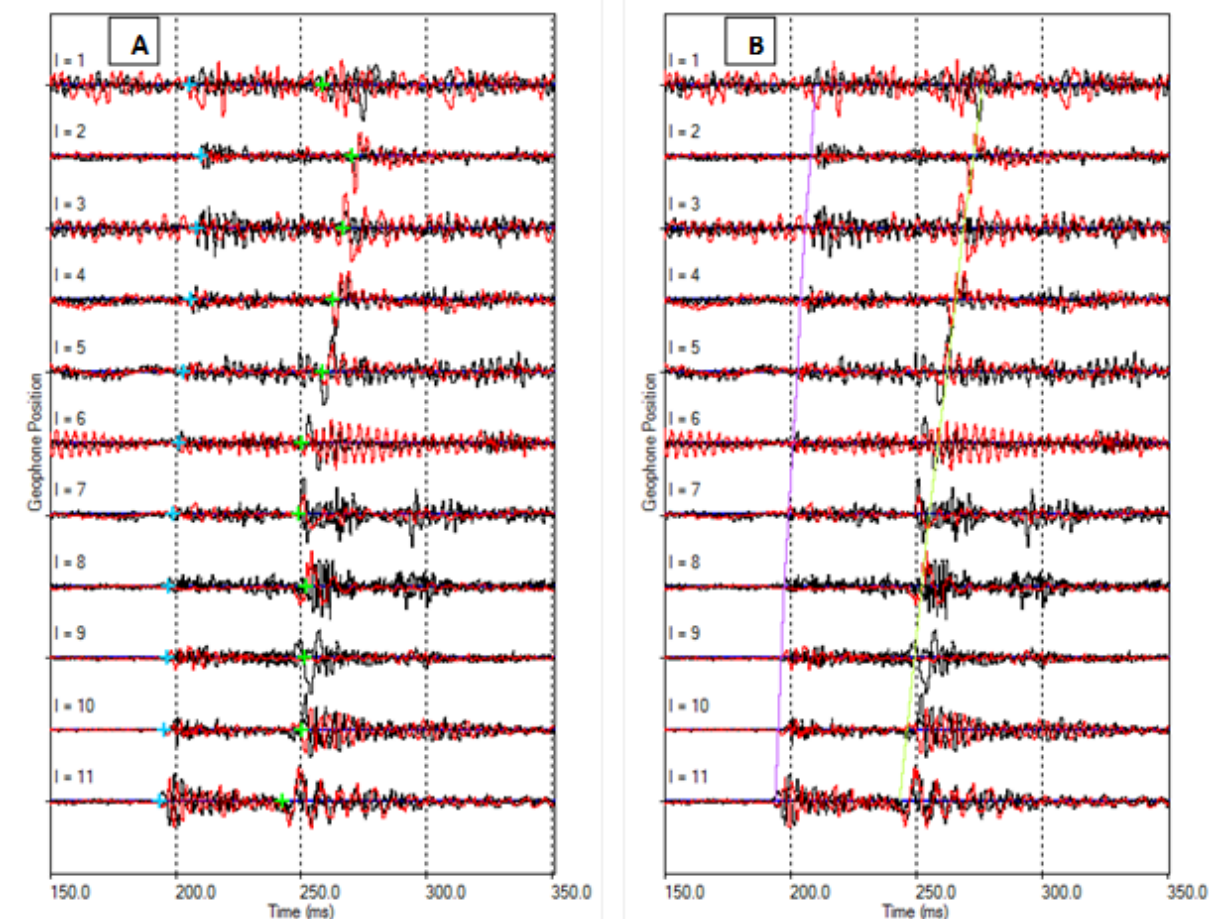 A
I = 1
I = 2
I = 3
I = 4
I = 5
I = 6
I = 7
I = 8
I = 9
I = 10
I = 11
Geophone Position
150.0 200.0 250.0 300.0 350.0
Time (ms)
B
I = 1
I = 2
I = 3
I = 4
I = 5
I = 6
I = 7
I = 8
I = 9
I = 10
I = 11
Geophone Position
150.0 200.0 250.0 300.0 350.0
Time (ms)